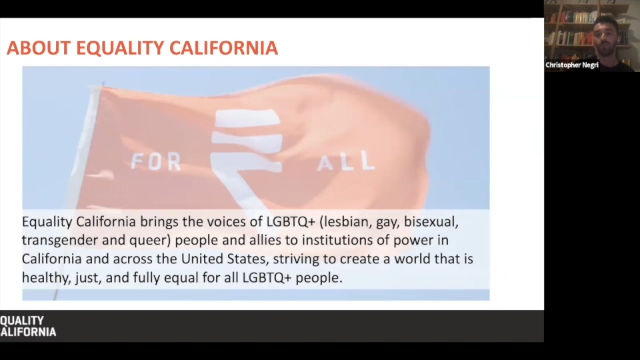 ABOUT EQUALITY CALIFORNIA
FOR ALL
Equality California brings the voices of LGBTQ+ (lesbian, gay, bisexual,
transgender and queer) people and allies to institutions of power in
California and across the United States, striving to create a world that is
healthy, just, and fully equal for all LGBTQ+ people.
QUALITY
ALIFORNIA
Christopher Negri